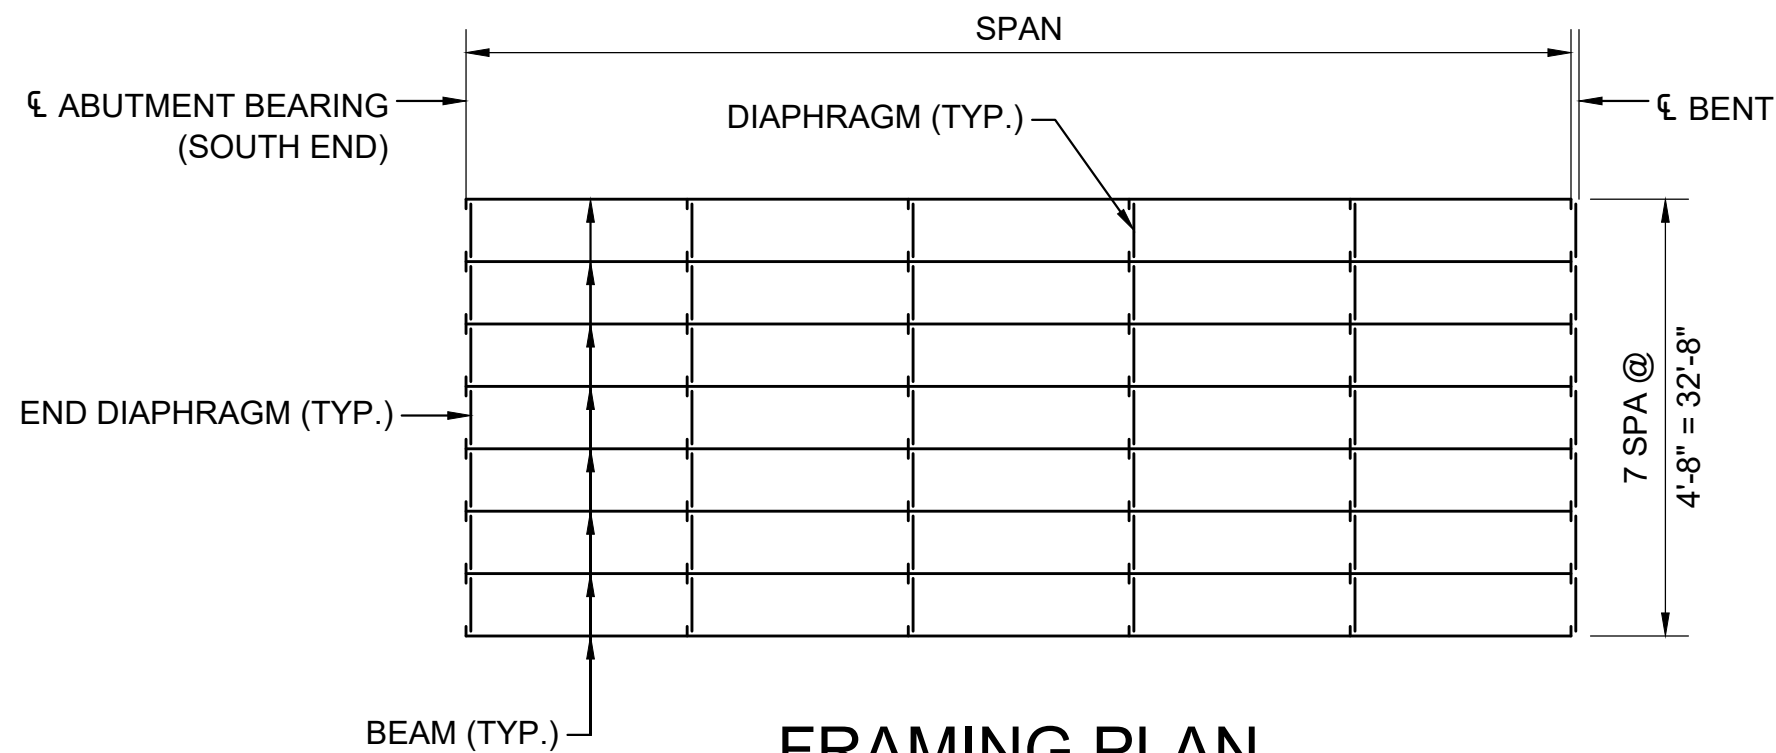 SPAN
℄ ABUTMENT BEARING
(SOUTH END)
DIAPHRAGM (TYP.)
℄ BENT
END DIAPHRAGM (TYP.)
7 SPA @
4'-8" = 32'-8"
BEAM (TYP.)
FRAMING PLAN